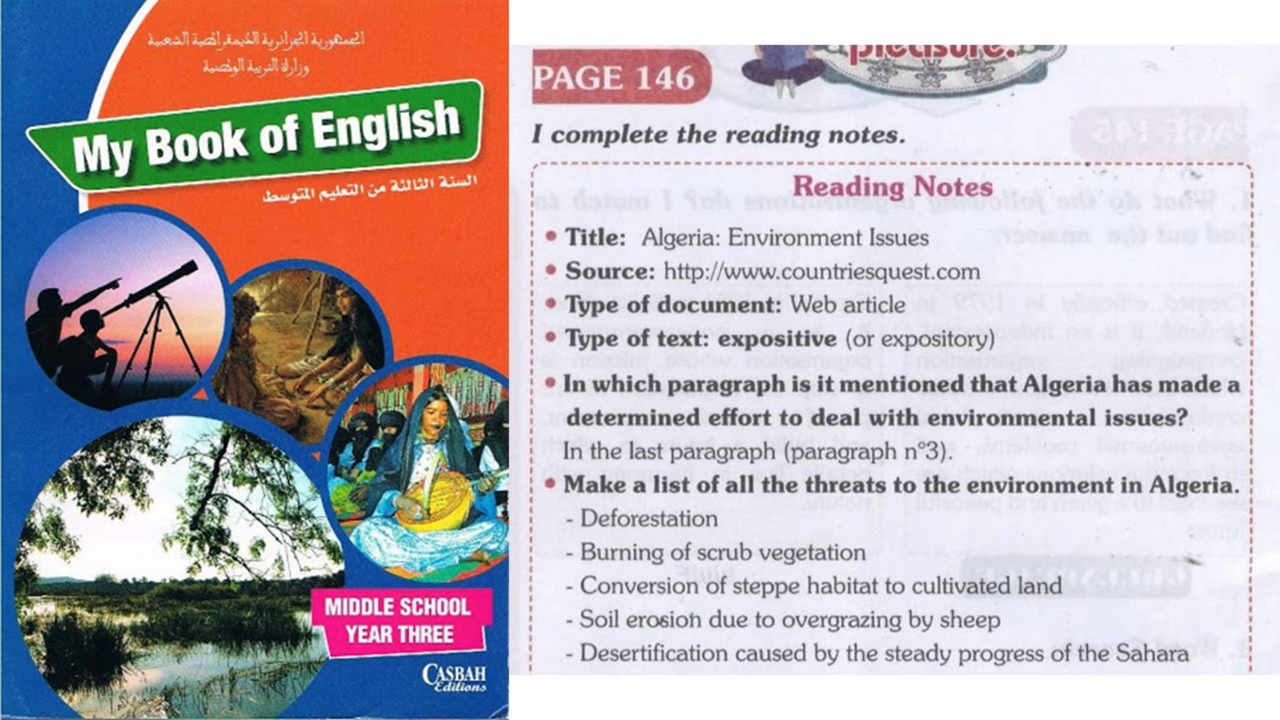 الجمهورية الجزائرية الديمقراطية الشعبية
وزارة التربية الوطنية
My Book of English
السنة الثالثة من التعليم المتوسط
MIDDLE SCHOOL
YEAR THREE
CASBAH
Editions
pleasure.
PAGE 146
I complete the reading notes.
Reading Notes
• Title: Algeria: Environment Issues
• Source: http://www.countriesquest.com
• Type of document: Web article
• Type of text: expositive (or expository)
• In which paragraph is it mentioned that Algeria has made a
determined effort to deal with environmental issues?
In the last paragraph (paragraph n°3).
• Make a list of all the threats to the environment in Algeria.
- Deforestation
- Burning of scrub vegetation
- Conversion of steppe habitat to cultivated land
- Soil erosion due to overgrazing by sheep
- Desertification caused by the steady progress of the Sahara